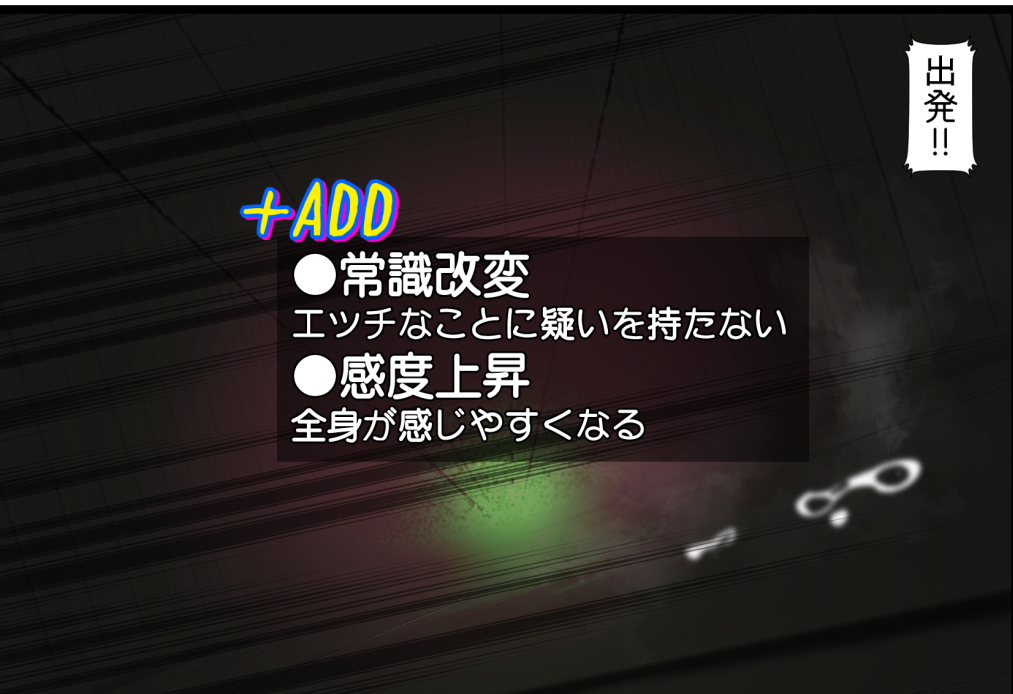 出発!!
+ADD
●常識改変
エッチなことに疑いを持たない
●感度上昇
全身が感じやすくなる